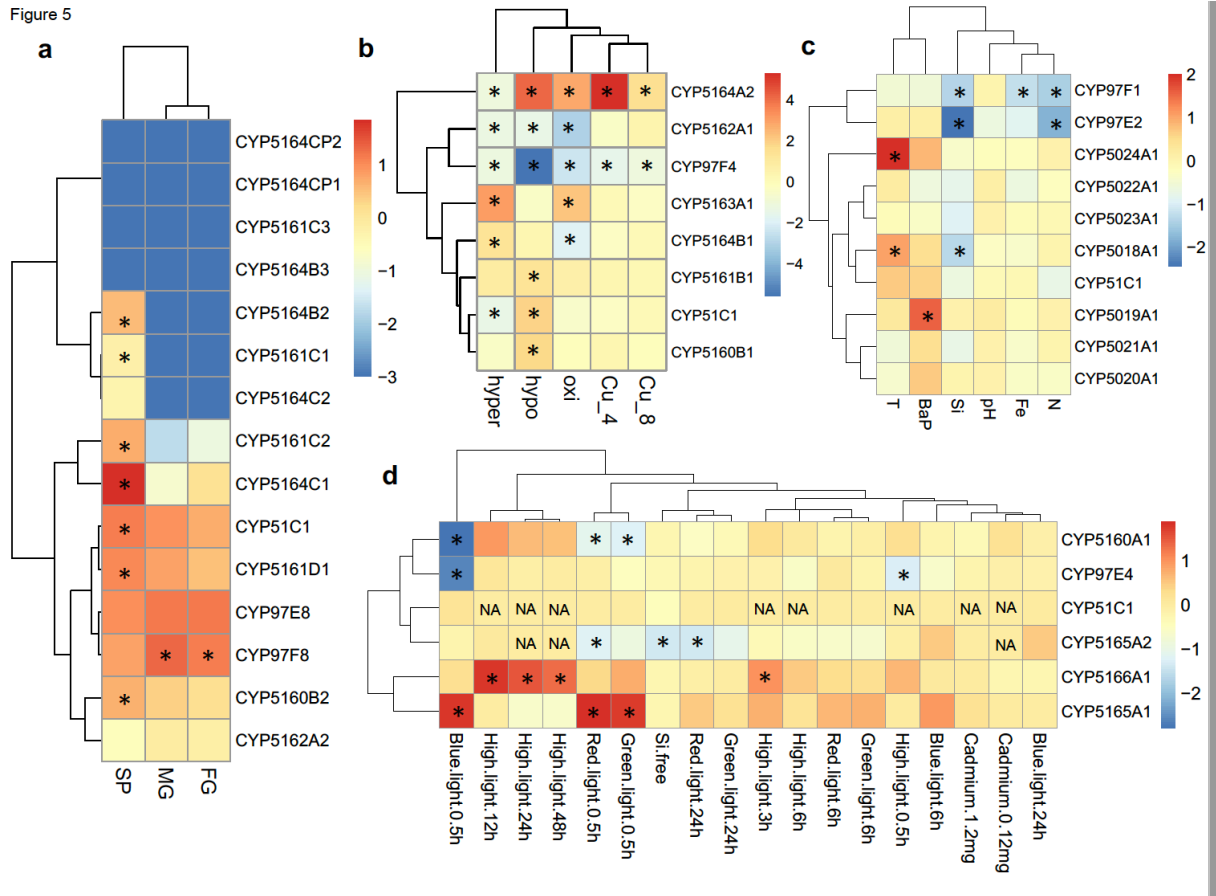 Figure 5
a
CYP5164CP2
CYP5164CP1
CYP5161C3
CYP5164B3
CYP5164B2
CYP5161C1
CYP5164C2
CYP5161C2
CYP5164C1
CYP51C1
CYP5161D1
CYP97E8
CYP97F8
CYP5160B2
CYP5162A2
* * * * * * * * * *
SP MG FG
1
0
−1
−2
−3
b
* * * * * CYP5164A2
* * * CYP5162A1
* * * * * CYP97F4
* * CYP5163A1
* * CYP5164B1
* CYP5161B1
* * CYP51C1
* CYP5160B1
hyper hypo oxi Cu_4 Cu_8
4
2
0
−2
−4
c
* * * CYP97F1
* * CYP97E2
* CYP5024A1
CYP5022A1
CYP5023A1
* * CYP5018A1
CYP51C1
* CYP5019A1
CYP5021A1
CYP5020A1
T BaP Si pH Fe N
2
1
0
−1
−2
d
* * * CYP5160A1
* * CYP97E4
NA NA NA NA NA NA NA NA CYP51C1
NA NA * * * NA CYP5165A2
* * * * CYP5166A1
* * * CYP5165A1
Blue.light.0.5h
High.light.12h
High.light.24h
High.light.48h
Red.light.0.5h
Green.light.0.5h
Si.free
Red.light.24h
Green.light.24h
High.light.3h
High.light.6h
Red.light.6h
Green.light.6h
High.light.0.5h
Blue.light.6h
Cadmium.1.2mg
Cadmium.0.12mg
Blue.light.24h
1
0
−1
−2